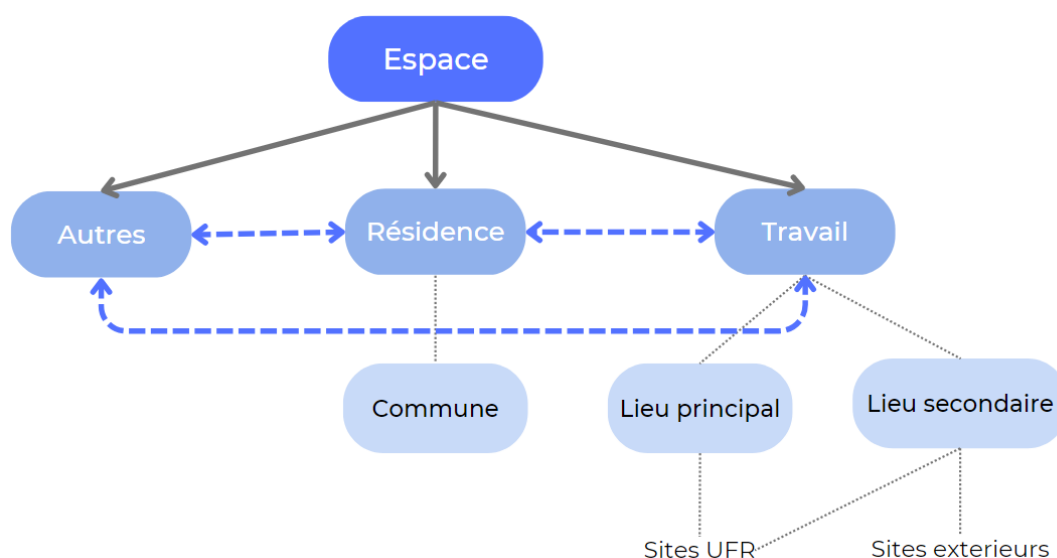 Espace
Autres
Résidence
Travail
Commune
Lieu principal
Lieu secondaire
Sites UFR
Sites exterieurs